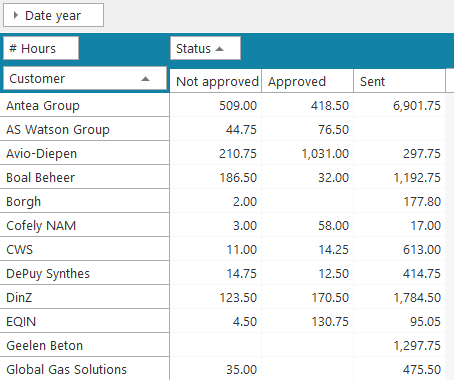 Date year
# Hours Status
Customer Not approved Approved Sent
Antea Group 509.00 418.50 6,901.75
AS Watson Group 44.75 76.50
Avio-Diepen 210.75 1,031.00 297.75
Boal Beheer 186.50 32.00 1,192.75
Borgh 2.00 177.80
Cofely NAM 3.00 58.00 17.00
CWS 11.00 14.25 613.00
DePuy Synthes 14.75 12.50 414.75
DinZ 123.50 170.50 1,784.50
EQIN 4.50 130.75 95.05
Geelen Beton 1,297.75
Global Gas Solutions 35.00 475.50